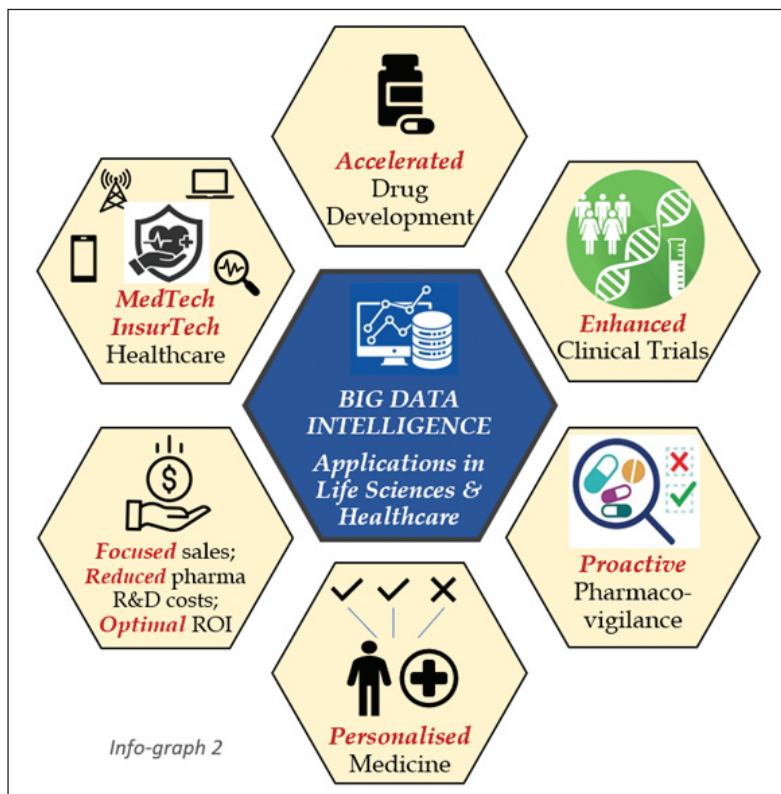 Accelerated
Drug
Development
MedTech
InsurTech
Healthcare
Enhanced
Clinical Trials
BIG DATA
INTELLIGENCE
Applications in
Life Sciences &
Healthcare
$
Focused sales;
Reduced pharma
R&D costs;
Optimal ROI
Proactive
Pharmaco-
vigilance
Personalised
Medicine
Info-graph 2